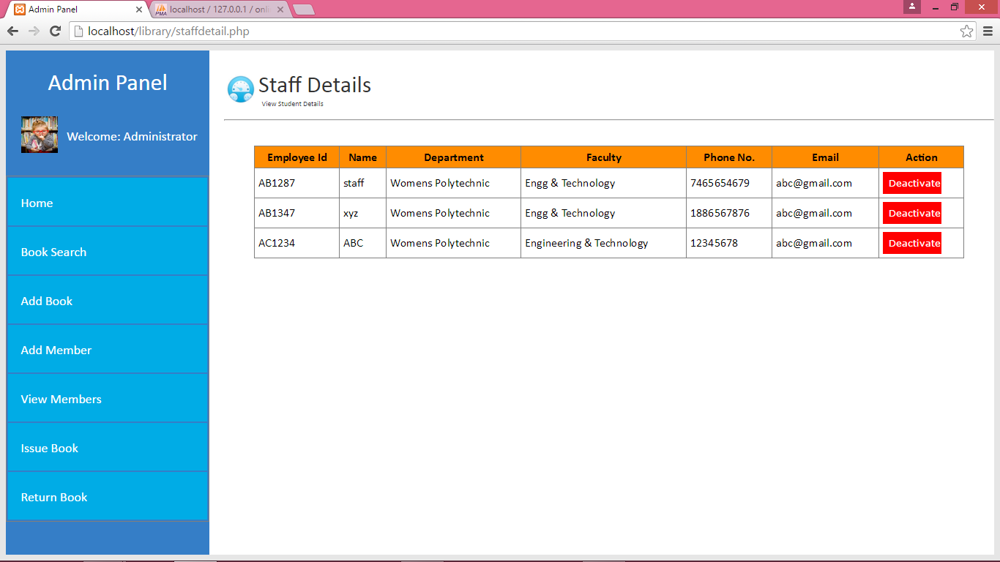 Admin Panel
localhost / 127.0.0.1 / onli
localhost/library/staffdetail.php
Admin Panel
Welcome: Administrator
Home
Book Search
Add Book
Add Member
View Members
Issue Book
Return Book
Staff Details
View Student Details
Employee Id Name Department Faculty Phone No. Email Action
AB1287 staff Womens Polytechnic Engg & Technology 7465654679 abc@gmail.com Deactivate
AB1347 xyz Womens Polytechnic Engg & Technology 1886567876 abc@gmail.com Deactivate
AC1234 ABC Womens Polytechnic Engineering & Technology 12345678 abc@gmail.com Deactivate